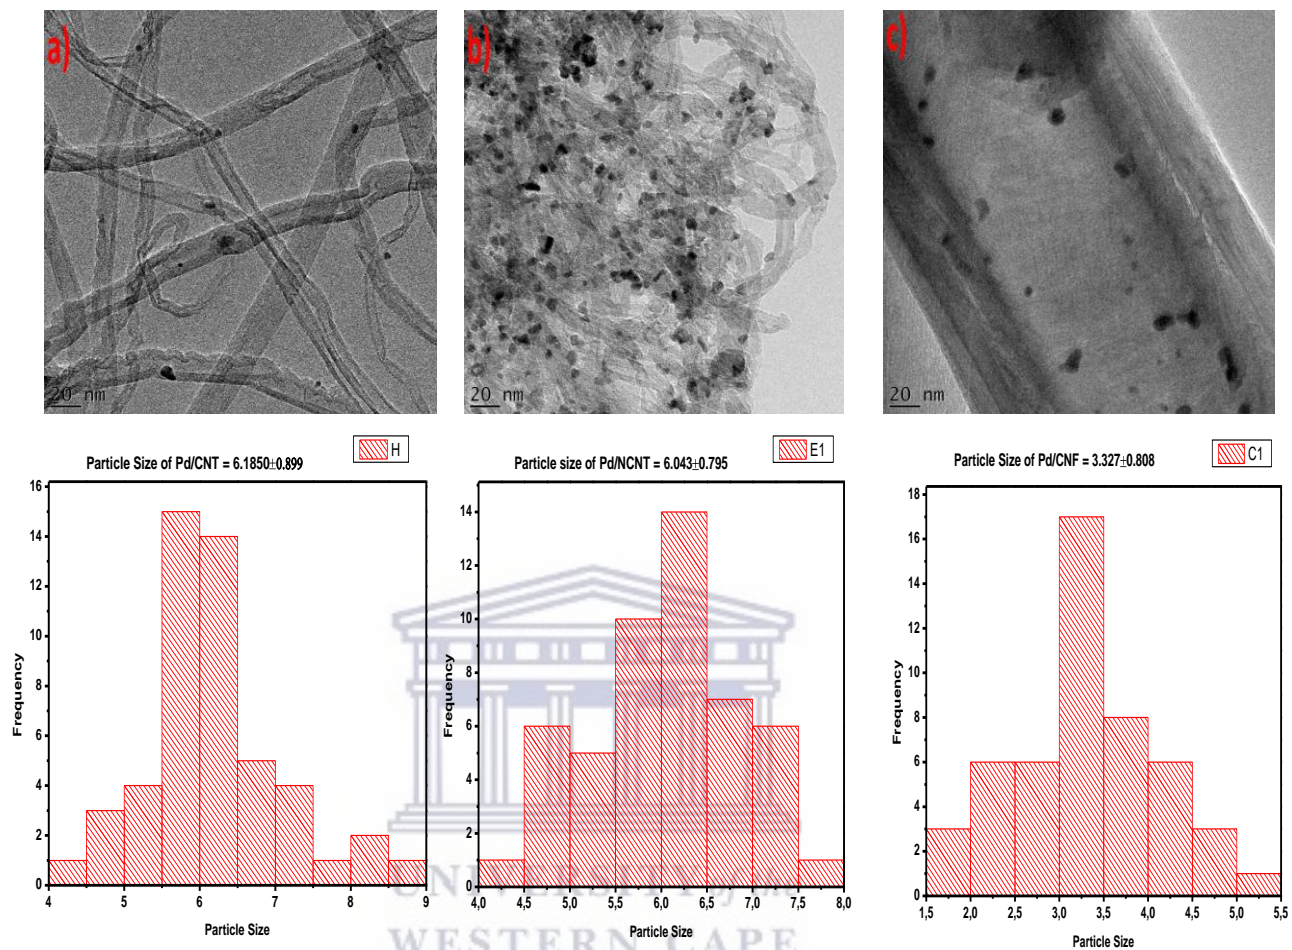 a)
b)
c)
20 nm
20 nm
20 nm
H
Particle Size of Pd/CNT = 6.1850±0.899
16
14
12
10
8
6
4
2
0
Frequency
4 5 6 7 8 9
Particle Size
E1
Particle size of Pd/NCNT = 6.043±0.795
14
12
10
8
6
4
2
0
Frequency
4,0 4,5 5,0 5,5 6,0 6,5 7,0 7,5 8,0
Particle Size
C1
Particle Size of Pd/CNF = 3.327±0.808
18
16
14
12
10
8
6
4
2
0
Frequency
1,5 2,0 2,5 3,0 3,5 4,0 4,5 5,0 5,5
Particle Size
UNIVERSITY of the
WESTERN CAPE